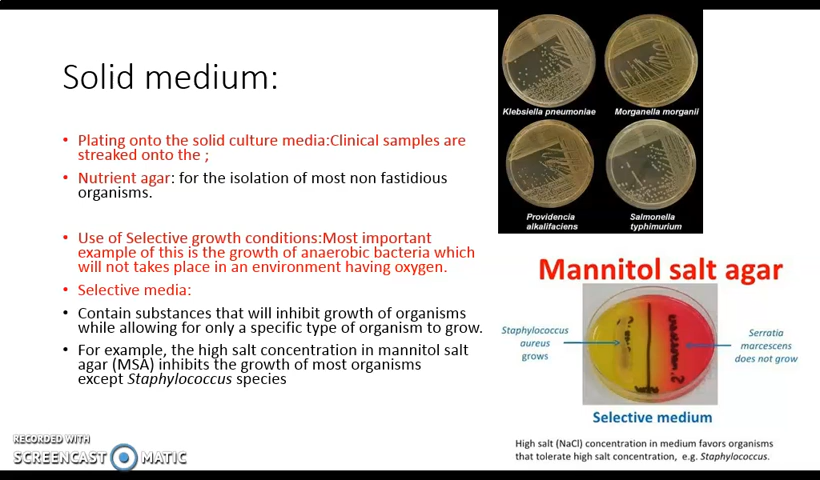 Solid medium:
• Plating onto the solid culture media:Clinical samples are
streaked onto the ;
• Nutrient agar: for the isolation of most non fastidious
organisms.
• Use of Selective growth conditions:Most important
example of this is the growth of anaerobic bacteria which
will not takes place in an environment having oxygen.
• Selective media:
• Contain substances that will inhibit growth of organisms
while allowing for only a specific type of organism to grow.
• For example, the high salt concentration in mannitol salt
agar (MSA) inhibits the growth of most organisms
except Staphylococcus species
Klebsiella pneumoniae
Morganella morganii
Providencia
alkalifaciens
Salmonella
typhimurium
Mannitol salt agar
Staphylococcus
aureus
grows
Serratia
marcescens
does not grow
Selective medium
High salt (NaCl) concentration in medium favors organisms
that tolerate high salt concentration, e.g. Staphylococcus.
RECORDED WITH
SCREENCAST MATIC